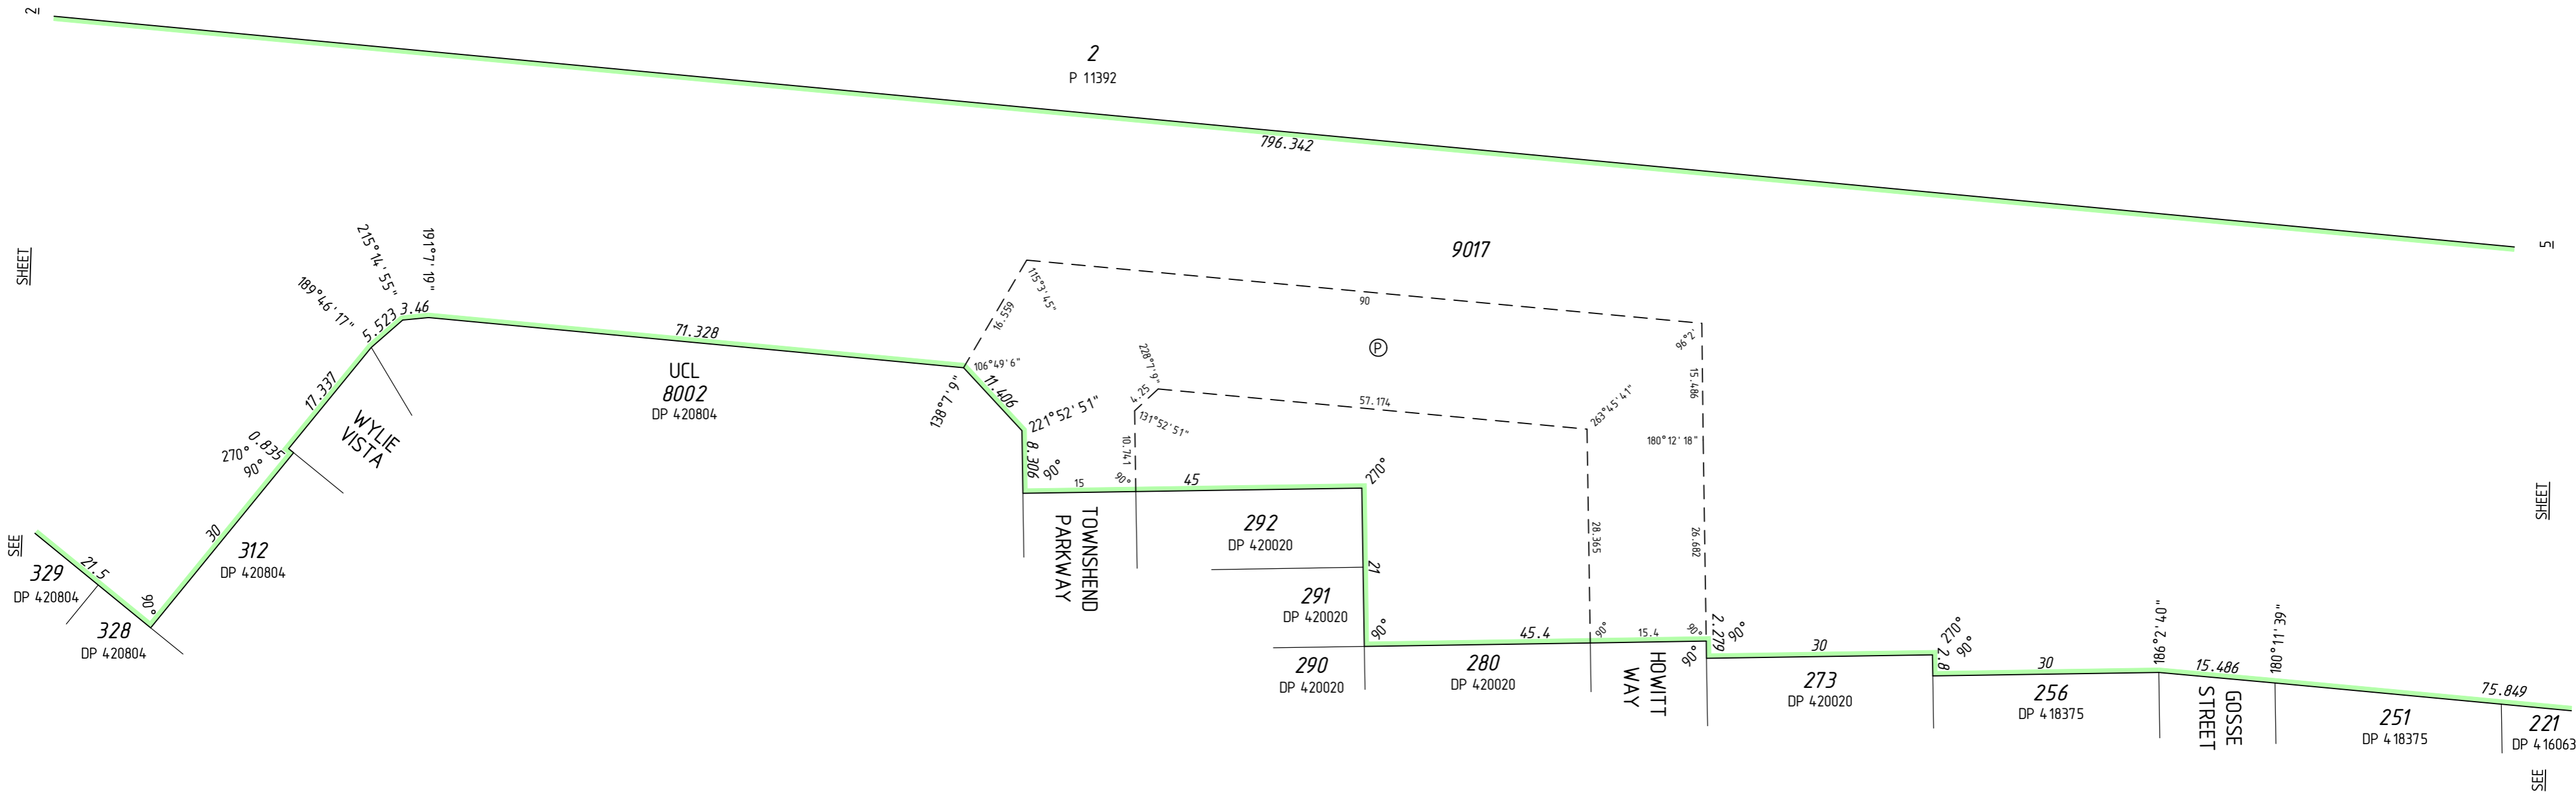 2
2
P 11392
796.342
SHEET
9017
5
215°14'55"
191°7'19"
189°46'17"
5.523
3.46
71.328
UCL
8002
DP 420804
17.337
WYLIE
VISTA
0.835
270°
90°
30
312
DP 420804
SEE
21.5
329
DP 420804
90°
328
DP 420804
115°3'45"
16.559
90
96°2'
P
106°49'6"
138°7'9"
11.406
221°52'51"
228°7'9"
4.25
131°52'51"
57.174
263°45'41"
15.486
180°12'18"
8.306
90°
10.741
90°
15
45
270°
TOWNSHEND
PARKWAY
292
DP 420020
21
291
DP 420020
90°
290
DP 420020
28.365
26.682
45.4
90°
15.4
90°
280
DP 420020
HOWITT
WAY
90°
2.279
90°
30
273
DP 420020
270°
90°
2.8
30
256
DP 418375
186°2'40"
15.486
180°11'39"
GOSSE
STREET
75.849
251
DP 418375
221
DP 416063
SHEET
SEE